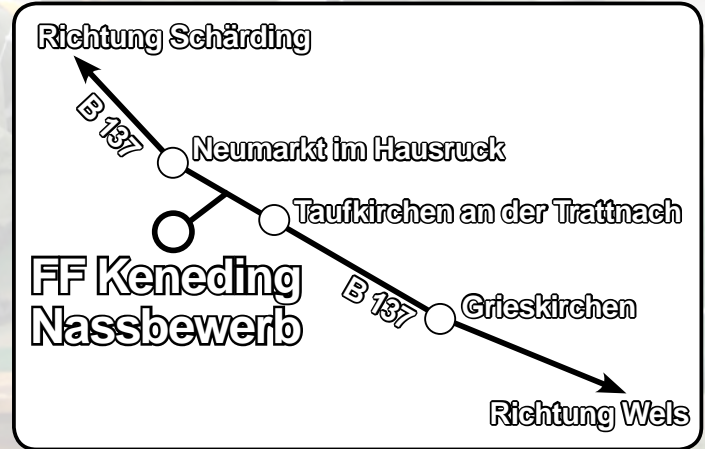 Richtung Schärding
B 137
Neumarkt im Hausruck
Taufkirchen an der Trattnach
FF Keneding
Nassbewerb
B 137
Grieskirchen
Richtung Wels